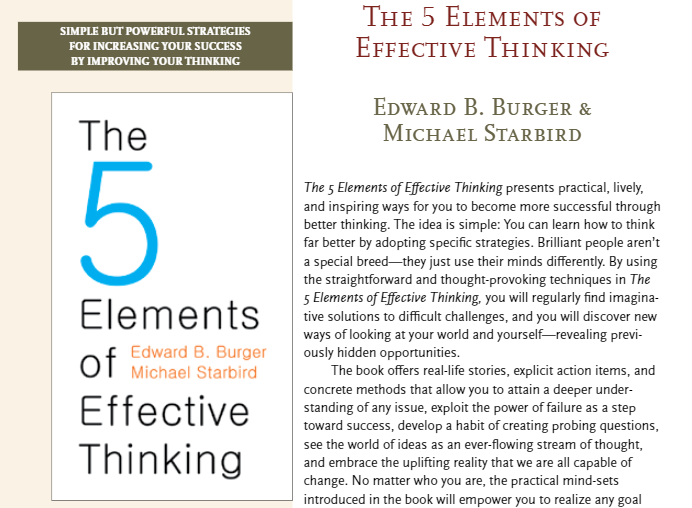 SIMPLE BUT POWERFUL STRATEGIES
FOR INCREASING YOUR SUCCESS
BY IMPROVING YOUR THINKING
The
5
Elements
of
Edward B. Burger
Michael Starbird
Effective
Thinking
The 5 Elements of
Effective Thinking
Edward B. Burger &
Michael Starbird
The 5 Elements of Effective Thinking presents practical, lively,
and inspiring ways for you to become more successful through
better thinking. The idea is simple: You can learn how to think
far better by adopting specific strategies. Brilliant people aren’t
a special breed—they just use their minds differently. By using
the straightforward and thought-provoking techniques in The
5 Elements of Effective Thinking, you will regularly find imagina-
tive solutions to difficult challenges, and you will discover new
ways of looking at your world and yourself—revealing previ-
ously hidden opportunities.
The book offers real-life stories, explicit action items, and
concrete methods that allow you to attain a deeper under-
standing of any issue, exploit the power of failure as a step
toward success, develop a habit of creating probing questions,
see the world of ideas as an ever-flowing stream of thought,
and embrace the uplifting reality that we are all capable of
change. No matter who you are, the practical mind-sets
introduced in the book will empower you to realize any goal